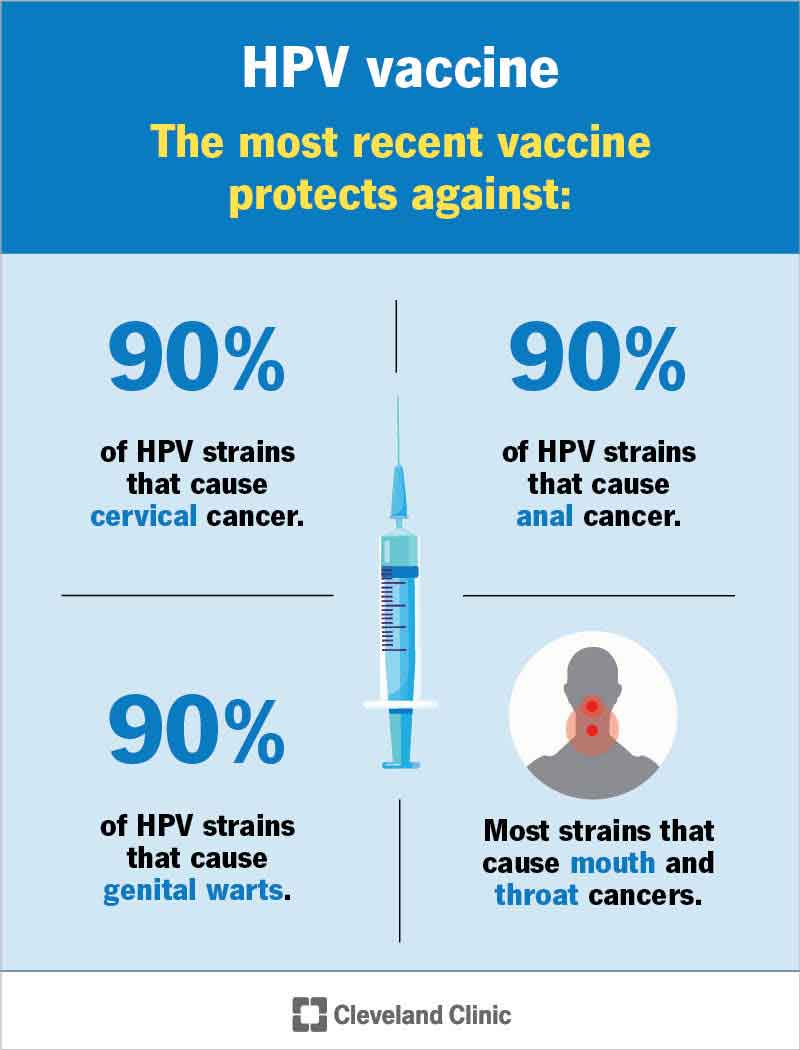 HPV vaccine
The most recent vaccine
protects against:
90%
of HPV strains
that cause
cervical cancer.
90%
of HPV strains
that cause
anal cancer.
90%
of HPV strains
that cause
genital warts.
Most strains that
cause mouth and
throat cancers.
Cleveland Clinic